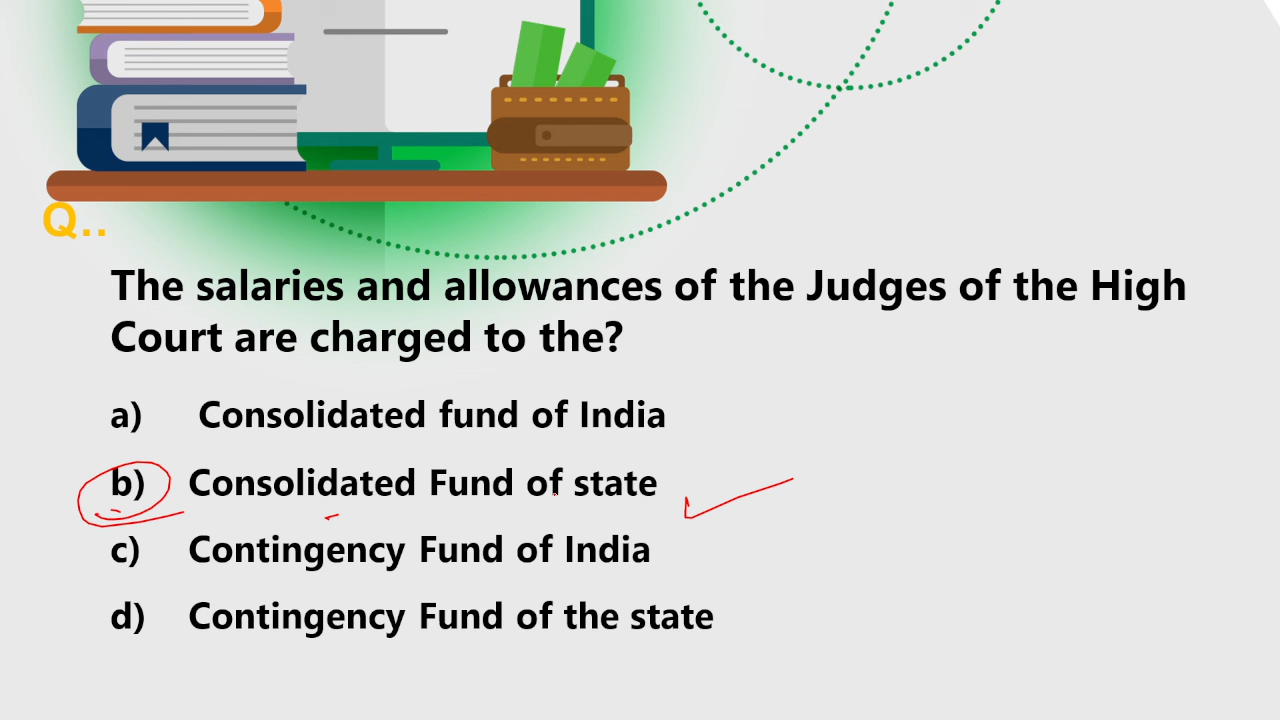 Q..
The salaries and allowances of the Judges of the High
Court are charged to the?
a) Consolidated fund of India
b) Consolidated Fund of state
c) Contingency Fund of India
d) Contingency Fund of the state